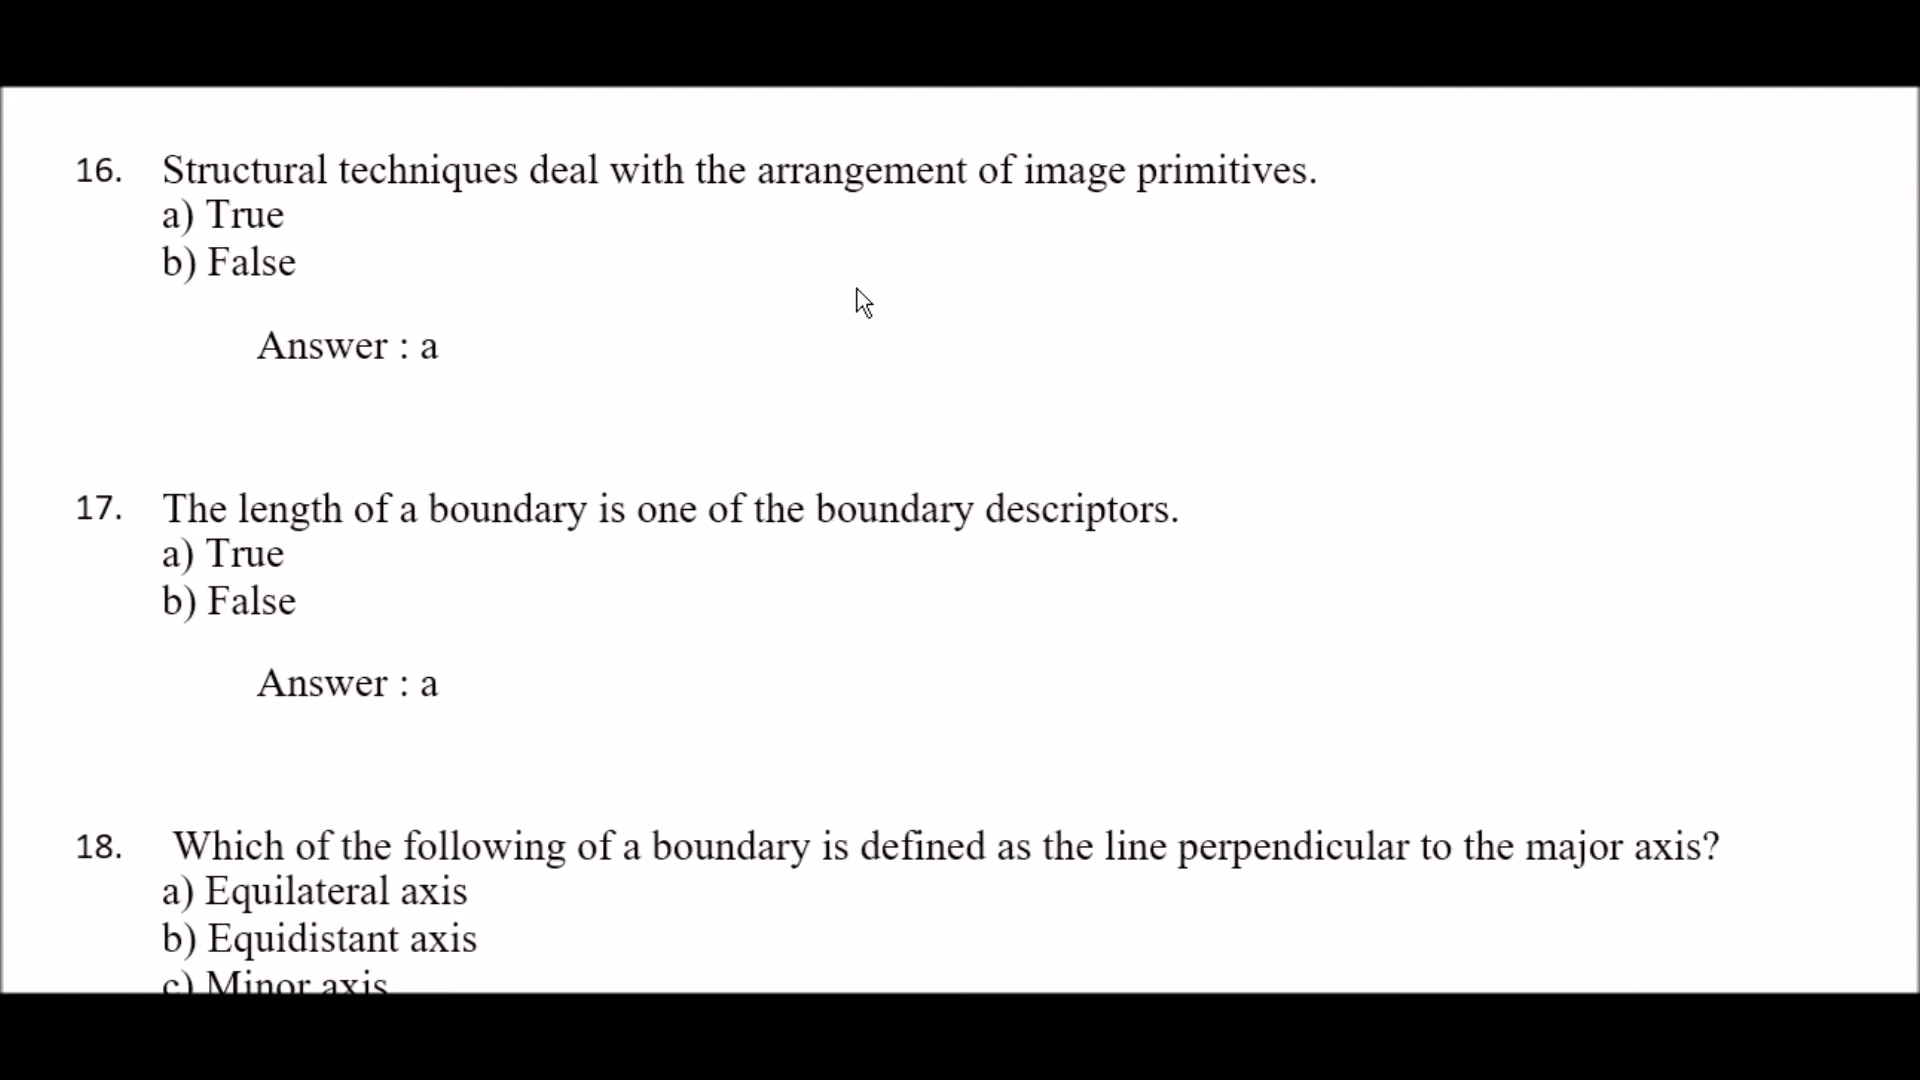 16. Structural techniques deal with the arrangement of image primitives.
a) True
b) False
Answer : a
17. The length of a boundary is one of the boundary descriptors.
a) True
b) False
Answer : a
18. Which of the following of a boundary is defined as the line perpendicular to the major axis?
a) Equilateral axis
b) Equidistant axis
c) Minor axis